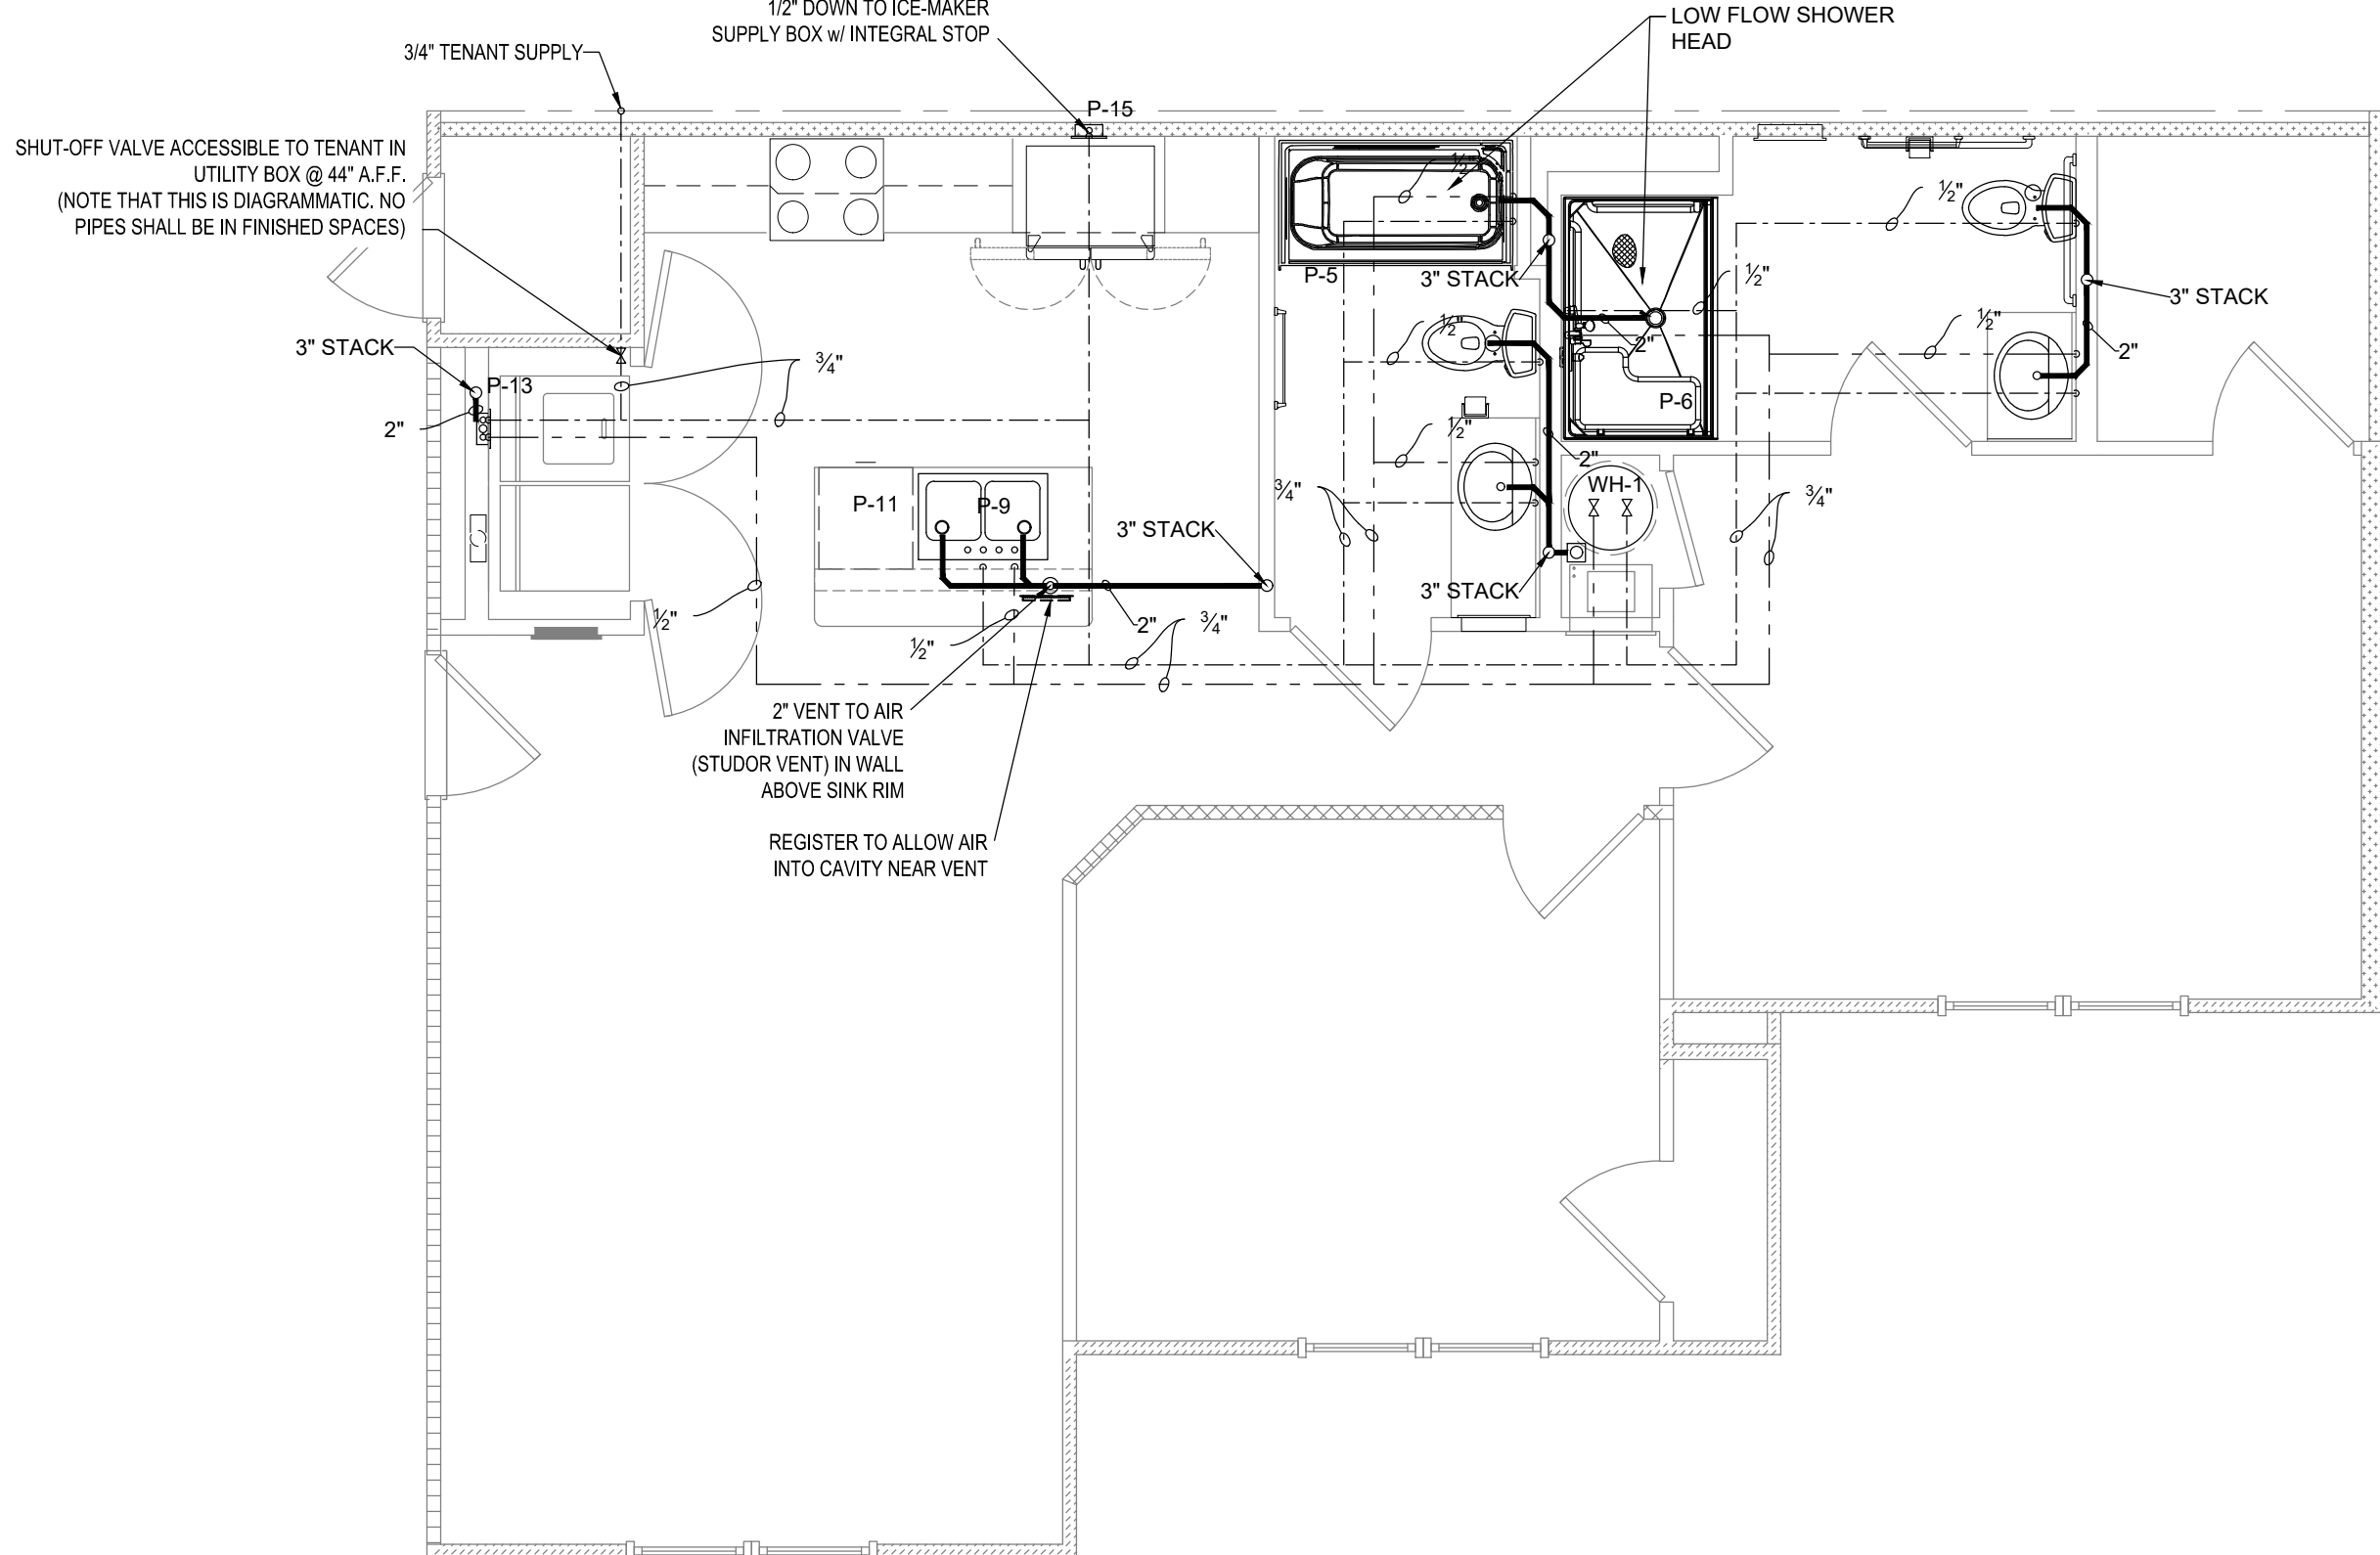 1/2" DOWN TO ICE-MAKER
SUPPLY BOX w/ INTEGRAL STOP
LOW FLOW SHOWER
HEAD
3/4" TENANT SUPPLY
P-15
SHUT-OFF VALVE ACCESSIBLE TO TENANT IN
UTILITY BOX @ 44" A.F.F.
(NOTE THAT THIS IS DIAGRAMMATIC. NO
PIPES SHALL BE IN FINISHED SPACES)
½"
½"
P-5
3" STACK
½"
3" STACK
½"
½"
2"
2"
3" STACK
¾"
P-13
P-6
2"
½"
2"
¾"
WH-1
¾"
P-11
P-9
3" STACK
3" STACK
½"
2"
¾"
½"
2" VENT TO AIR
INFILTRATION VALVE
(STUDOR VENT) IN WALL
ABOVE SINK RIM
REGISTER TO ALLOW AIR
INTO CAVITY NEAR VENT